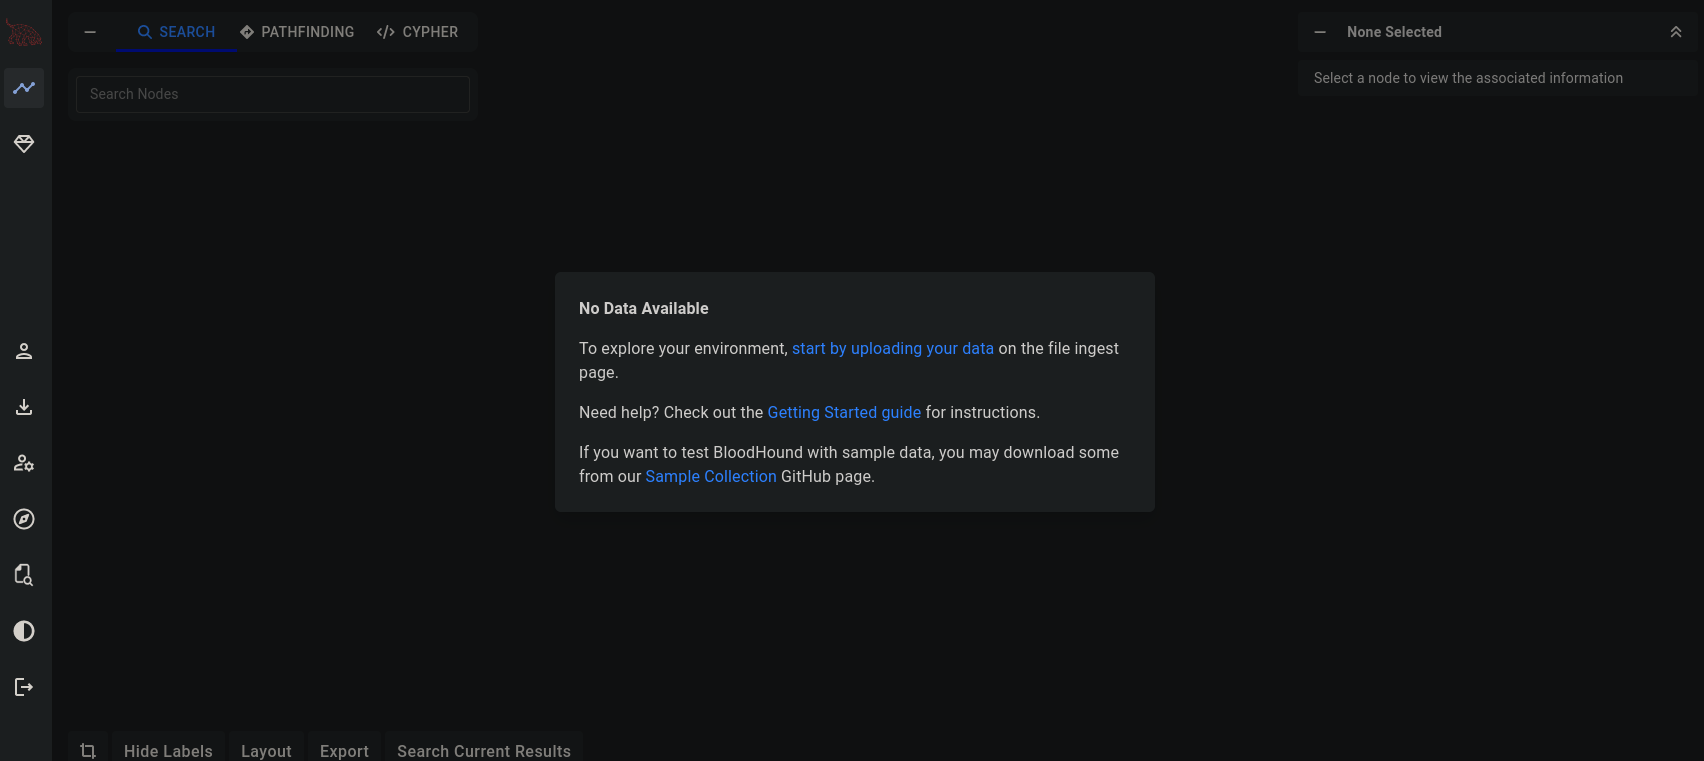 SEARCH
PATHFINDING
CYPHER
Search Nodes
None Selected
Select a node to view the associated information
No Data Available
To explore your environment, start by uploading your data on the file ingest
page.
Need help? Check out the Getting Started guide for instructions.
If you want to test BloodHound with sample data, you may download some
from our Sample Collection GitHub page.
Hide Labels
Layout
Export
Search Current Results